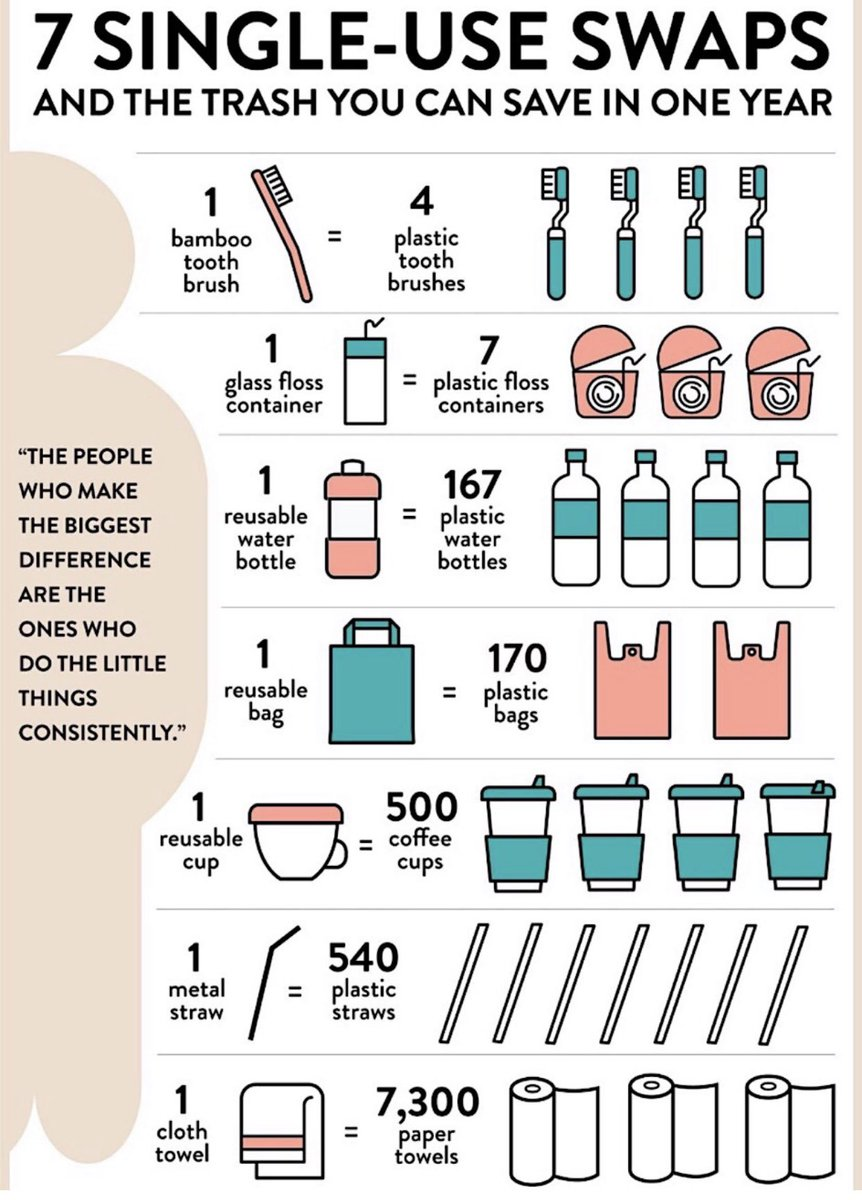 7 SINGLE-USE SWAPS
AND THE TRASH YOU CAN SAVE IN ONE YEAR
1
bamboo
tooth
brush
=
4
plastic
tooth
brushes
1
glass floss
container
=
7
plastic floss
containers
“THE PEOPLE
WHO MAKE
THE BIGGEST
DIFFERENCE
ARE THE
ONES WHO
DO THE LITTLE
THINGS
CONSISTENTLY.”
1
reusable
water
bottle
=
167
plastic
water
bottles
1
reusable
bag
=
170
plastic
bags
1
reusable
cup
=
500
coffee
cups
1
metal
straw
=
540
plastic
straws
1
cloth
towel
=
7,300
paper
towels